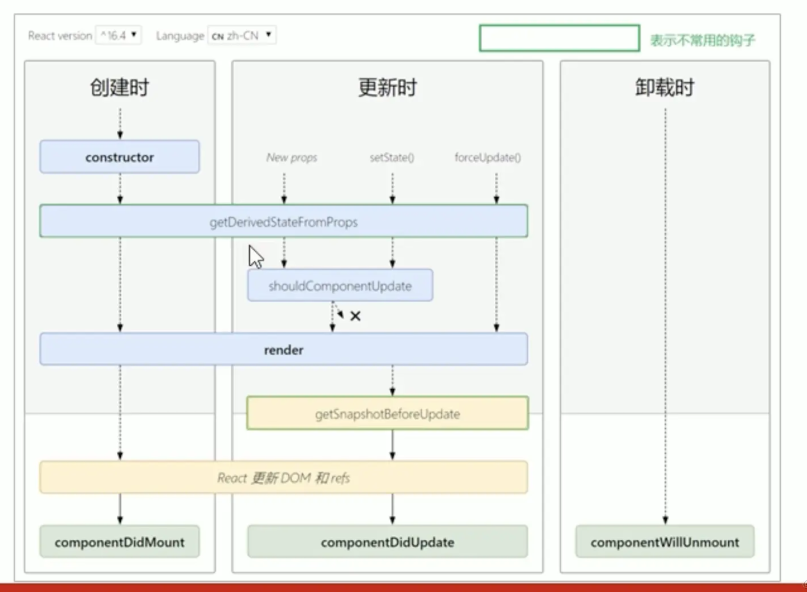 React version ^16.4 Language CN zh-CN
表示不常用的钩子
创建时 更新时 卸载时
constructor New props setState() forceUpdate()
getDerivedStateFromProps
shouldComponentUpdate
render
getSnapshotBeforeUpdate
React 更新 DOM 和 refs
componentDidMount componentDidUpdate componentWillUnmount